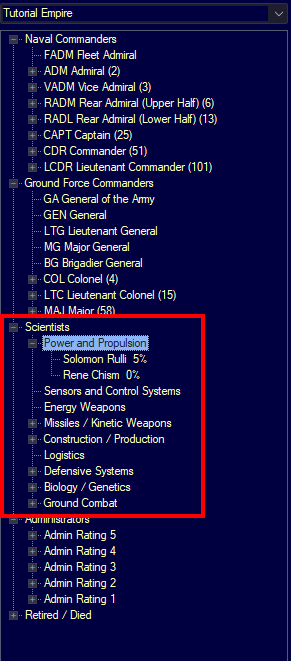 Tutorial Empire
Naval Commanders
FADM Fleet Admiral
ADM Admiral (2)
VADM Vice Admiral (3)
RADM Rear Admiral (Upper Half) (6)
RADL Rear Admiral (Lower Half) (13)
CAPT Captain (25)
CDR Commander (51)
LCDR Lieutenant Commander (101)
Ground Force Commanders
GA General of the Army
GEN General
LTG Lieutenant General
MG Major General
BG Brigadier General
COL Colonel (4)
LTC Lieutenant Colonel (15)
MAJ Major (58)
Scientists
Power and Propulsion
Solomon Rulli 5%
Rene Chism 0%
Sensors and Control Systems
Energy Weapons
Missiles / Kinetic Weapons
Construction / Production
Logistics
Defensive Systems
Biology / Genetics
Ground Combat
Administrators
Admin Rating 5
Admin Rating 4
Admin Rating 3
Admin Rating 2
Admin Rating 1
Retired / Died